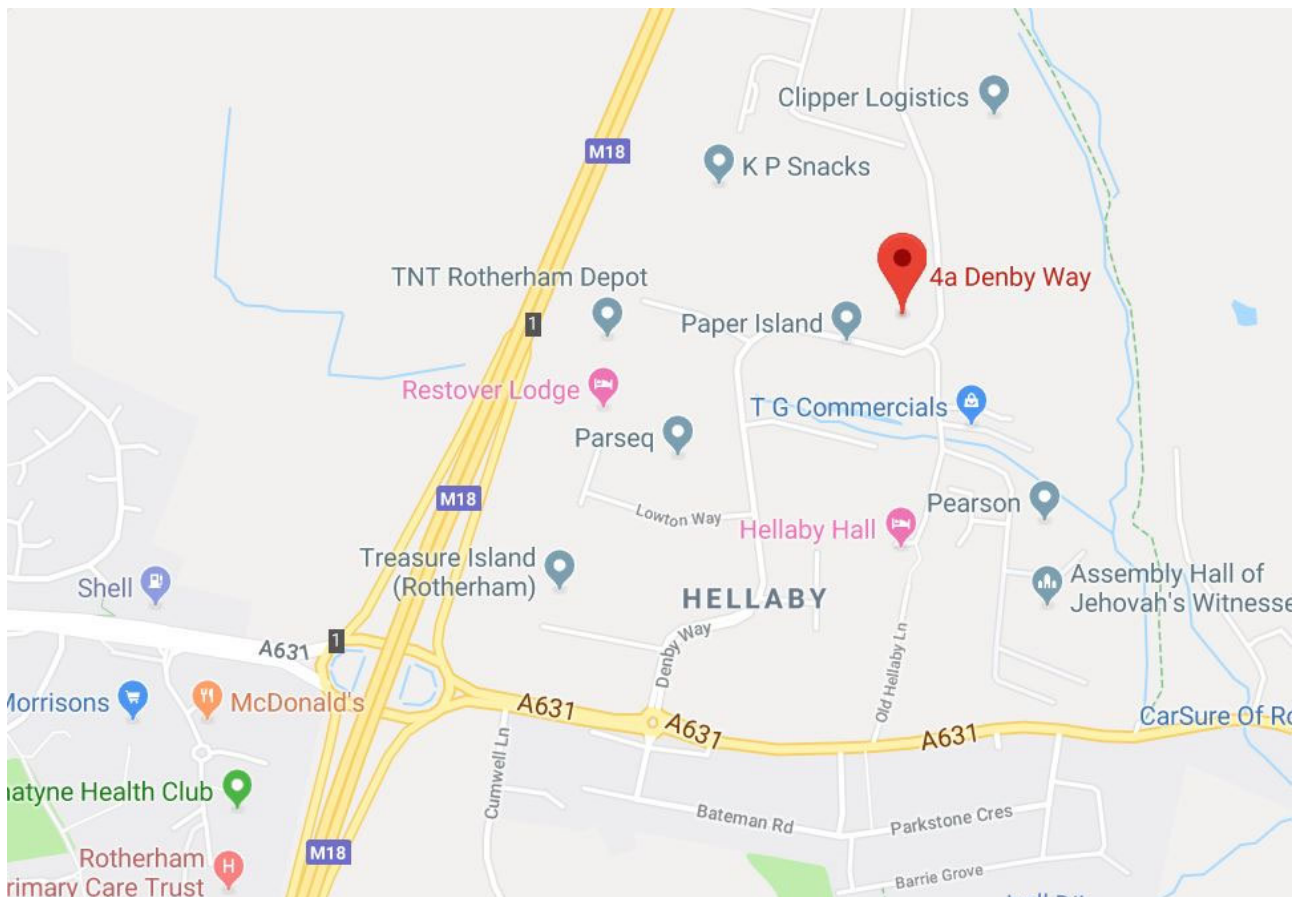 Clipper Logistics
M18
K P Snacks
4a Denby Way
TNT Rotherham Depot
1
Paper Island
Restover Lodge
T G Commercials
Parseq
M18
Pearson
Lowton Way
Hellaby Hall
Treasure Island
(Rotherham)
Shell
Assembly Hall of
Jehovah's Witnesse
HELLABY
1
A631
Denby Way
Old Hellaby Ln
Morrisons
McDonald's
A631
A631
A631
CarSure Of Ro
Cumwell Ln
natyne Health Club
Bateman Rd
Parkstone Cres
M18
Rotherham
rimary Care Trust
H
Barrie Grove